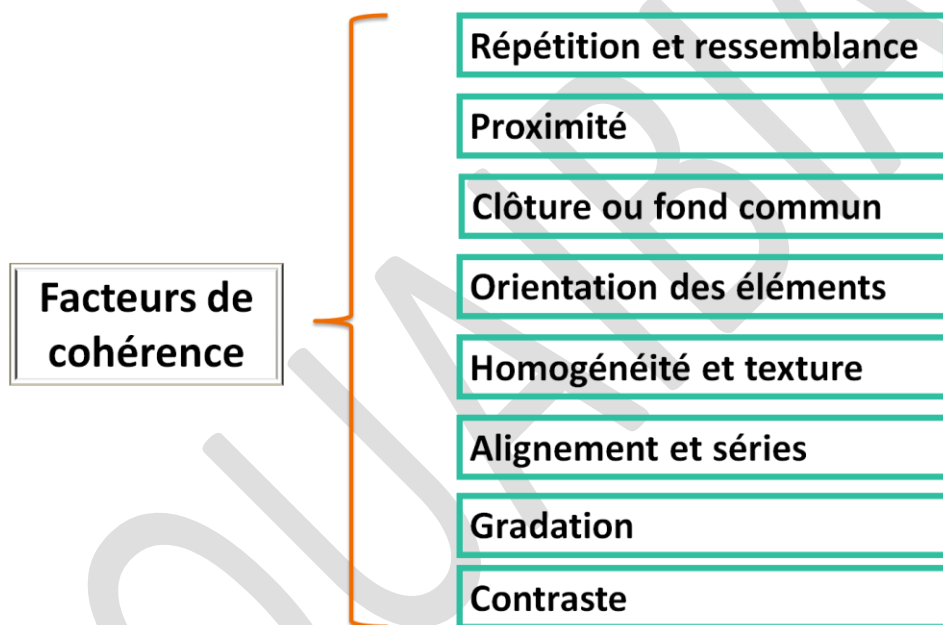 Répétition et ressemblance
Proximité
Clôture ou fond commun
Orientation des éléments
Facteurs de
cohérence
Homogénéité et texture
Alignement et séries
Gradation
Contraste
OUAIBIA